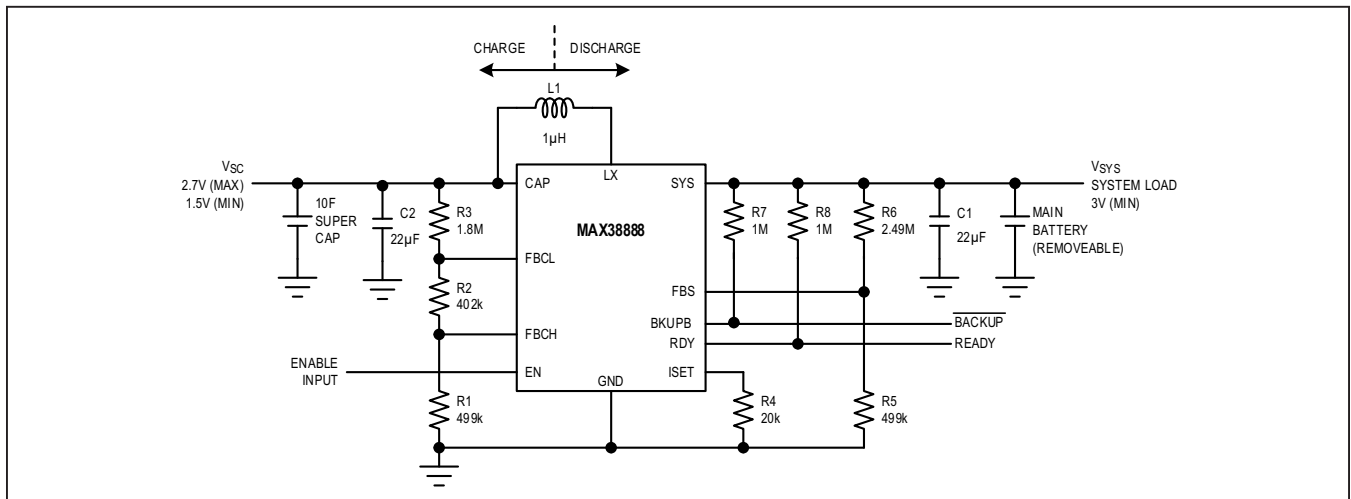 CHARGE
DISCHARGE
L1
1µH
VSC
2.7V (MAX)
1.5V (MIN)
10F
SUPER
CAP
C2
22µF
R3
1.8M
R2
402k
R1
499k
ENABLE
INPUT
CAP
LX
SYS
MAX38888
FBCL
FBCH
EN
GND
FBS
BKUPB
RDY
ISET
R7
1M
R8
1M
R6
2.49M
C1
22µF
MAIN
BATTERY
(REMOVEABLE)
VSYS
SYSTEM LOAD
3V (MIN)
BACKUP
READY
R4
20k
R5
499k